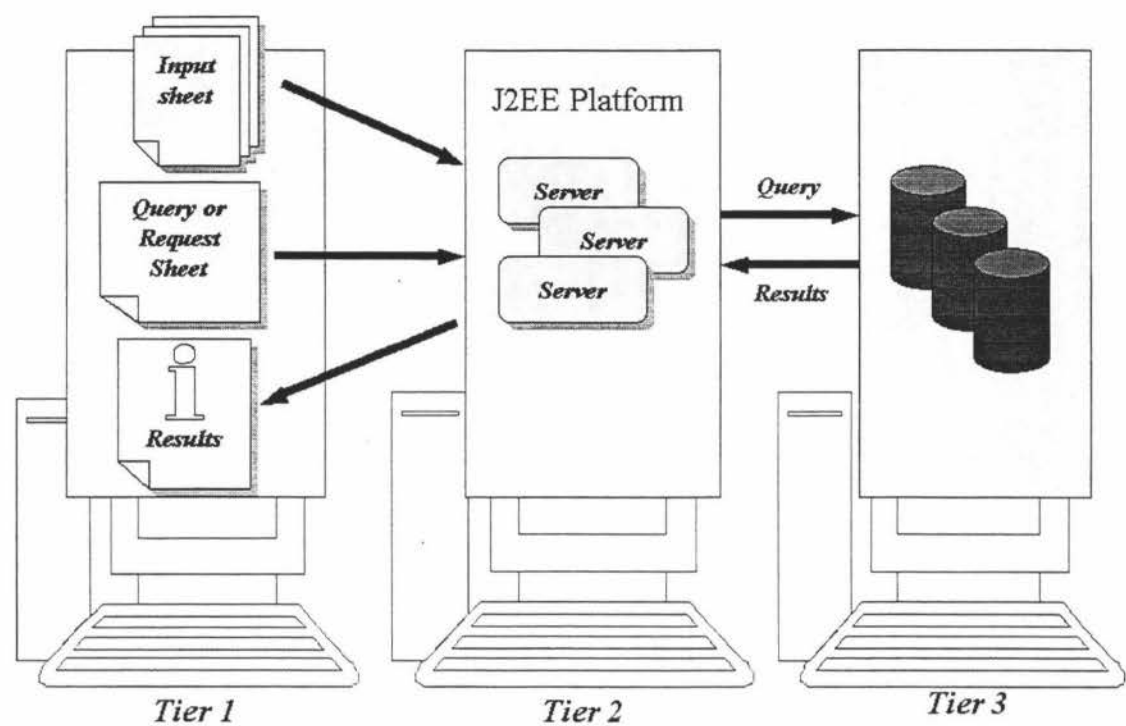 Input
sheet
Query or
Request
Sheet
Results
J2EE Platform
Server
Server
Server
Query
Results
Tier 1
Tier 2
Tier 3